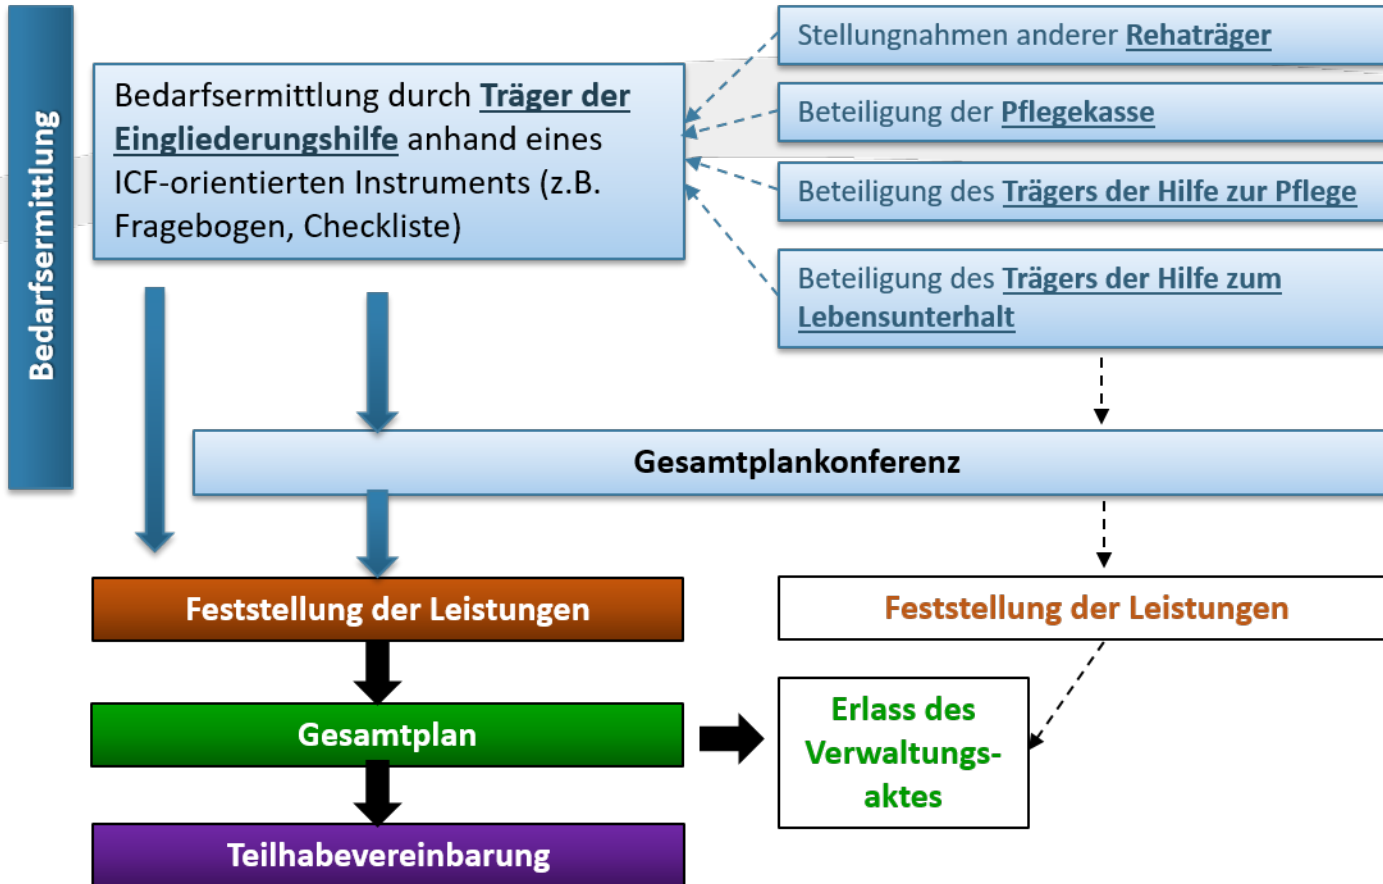 Bedarfsermittlung
Bedarfsermittlung durch Träger der
Eingliederungshilfe anhand eines
ICF-orientierten Instruments (z.B.
Fragebogen, Checkliste)
Stellungnahmen anderer Rehaträger
Beteiligung der Pflegekasse
Beteiligung des Trägers der Hilfe zur Pflege
Beteiligung des Trägers der Hilfe zum
Lebensunterhalt
Gesamtplankonferenz
Feststellung der Leistungen
Feststellung der Leistungen
Gesamtplan
Erlass des
Verwaltungs-
aktes
Teilhabevereinbarung